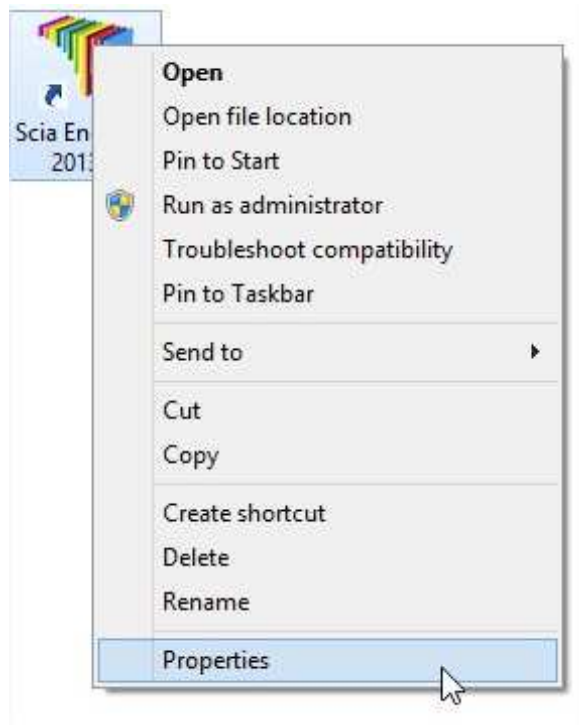 Scia En
201
Open
Open file location
Pin to Start
Run as administrator
Troubleshoot compatibility
Pin to Taskbar
Send to
Cut
Copy
Create shortcut
Delete
Rename
Properties